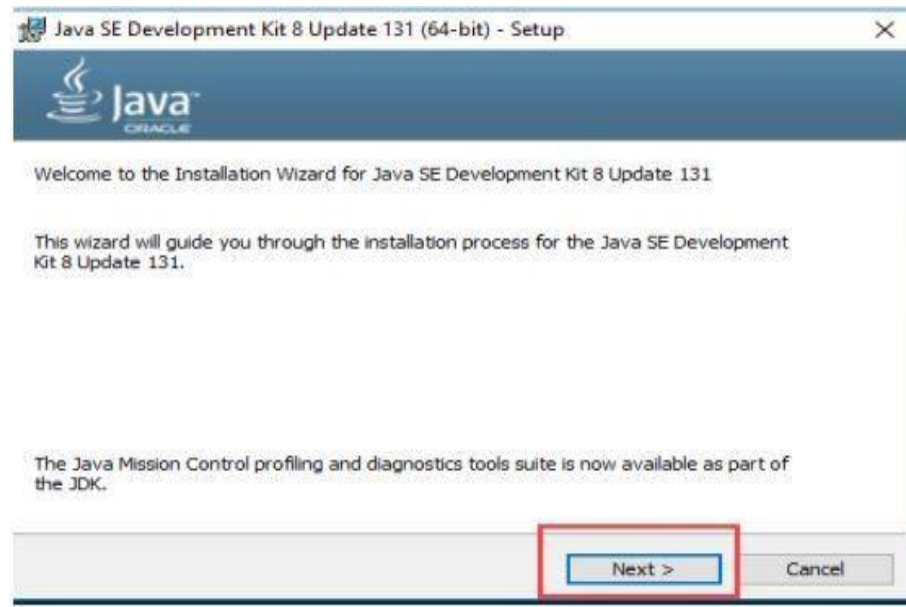 Java SE Development Kit 8 Update 131 (64-bit) - Setup
Java™
ORACLE
Welcome to the Installation Wizard for Java SE Development Kit 8 Update 131
This wizard will guide you through the installation process for the Java SE Development
Kit 8 Update 131.
The Java Mission Control profiling and diagnostics tools suite is now available as part of
the JDK.
Next >
Cancel